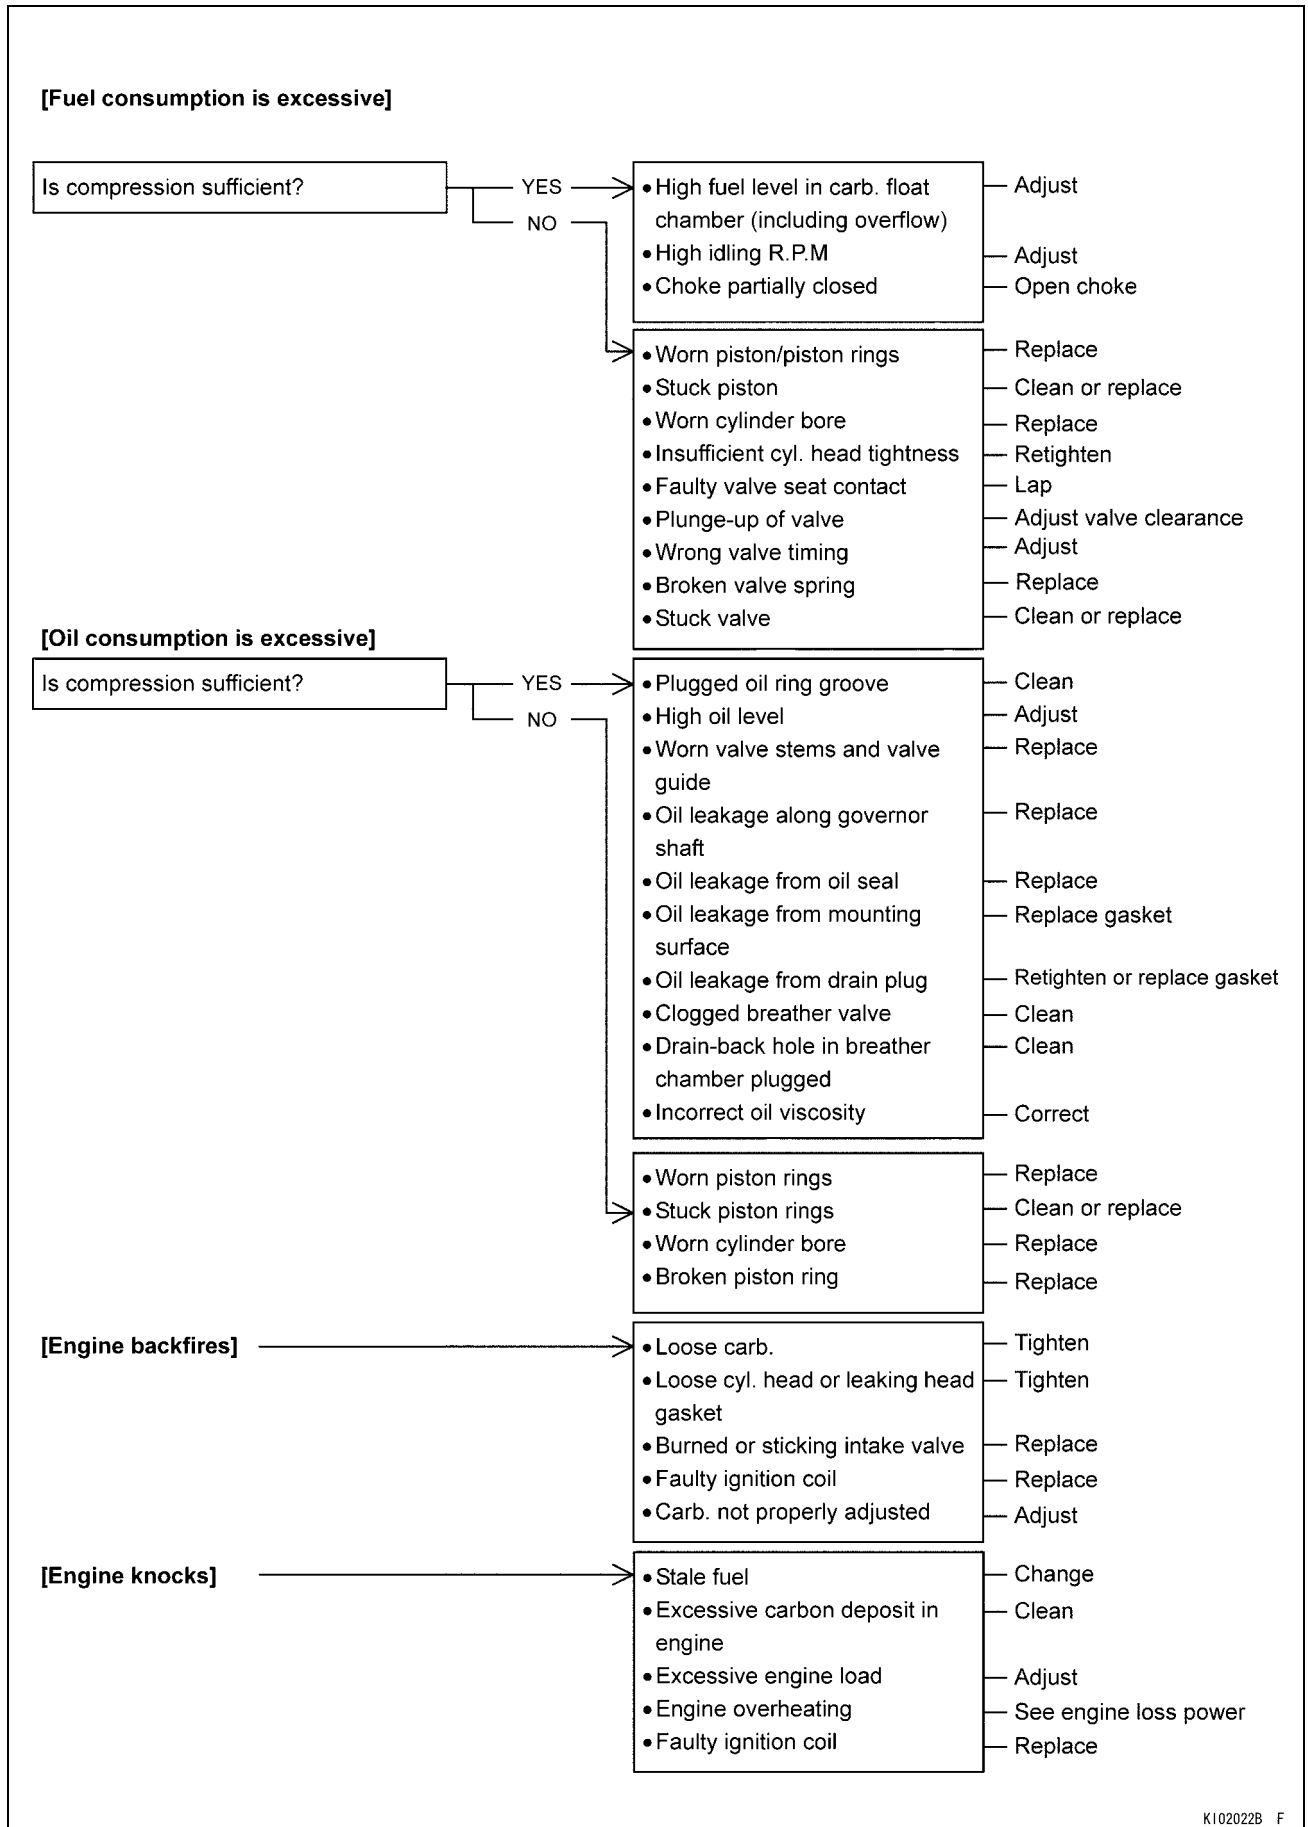 [Fuel consumption is excessive]
Is compression sufficient?
YES
NO
•High fuel level in carb. float
chamber (including overflow)
•High idling R.P.M
•Choke partially closed
Adjust
Adjust
Open choke
•Worn piston/piston rings
•Stuck piston
•Worn cylinder bore
•Insufficient cyl. head tightness
•Faulty valve seat contact
•Plunge-up of valve
•Wrong valve timing
•Broken valve spring
•Stuck valve
Replace
Clean or replace
Replace
Retighten
Lap
Adjust valve clearance
Adjust
Replace
Clean or replace
[Oil consumption is excessive]
Is compression sufficient?
YES
NO
•Plugged oil ring groove
•High oil level
•Worn valve stems and valve
guide
•Oil leakage along governor
shaft
•Oil leakage from oil seal
•Oil leakage from mounting
surface
•Oil leakage from drain plug
•Clogged breather valve
•Drain-back hole in breather
chamber plugged
•Incorrect oil viscosity
Clean
Adjust
Replace
Replace
Replace
Replace gasket
Retighten or replace gasket
Clean
Clean
Correct
•Worn piston rings
•Stuck piston rings
•Worn cylinder bore
•Broken piston ring
Replace
Clean or replace
Replace
Replace
[Engine backfires]
•Loose carb.
•Loose cyl. head or leaking head
gasket
•Burned or sticking intake valve
•Faulty ignition coil
•Carb. not properly adjusted
Tighten
Tighten
Replace
Replace
Adjust
[Engine knocks]
•Stale fuel
•Excessive carbon deposit in
engine
•Excessive engine load
•Engine overheating
•Faulty ignition coil
Change
Clean
Adjust
See engine loss power
Replace
KI02022B F